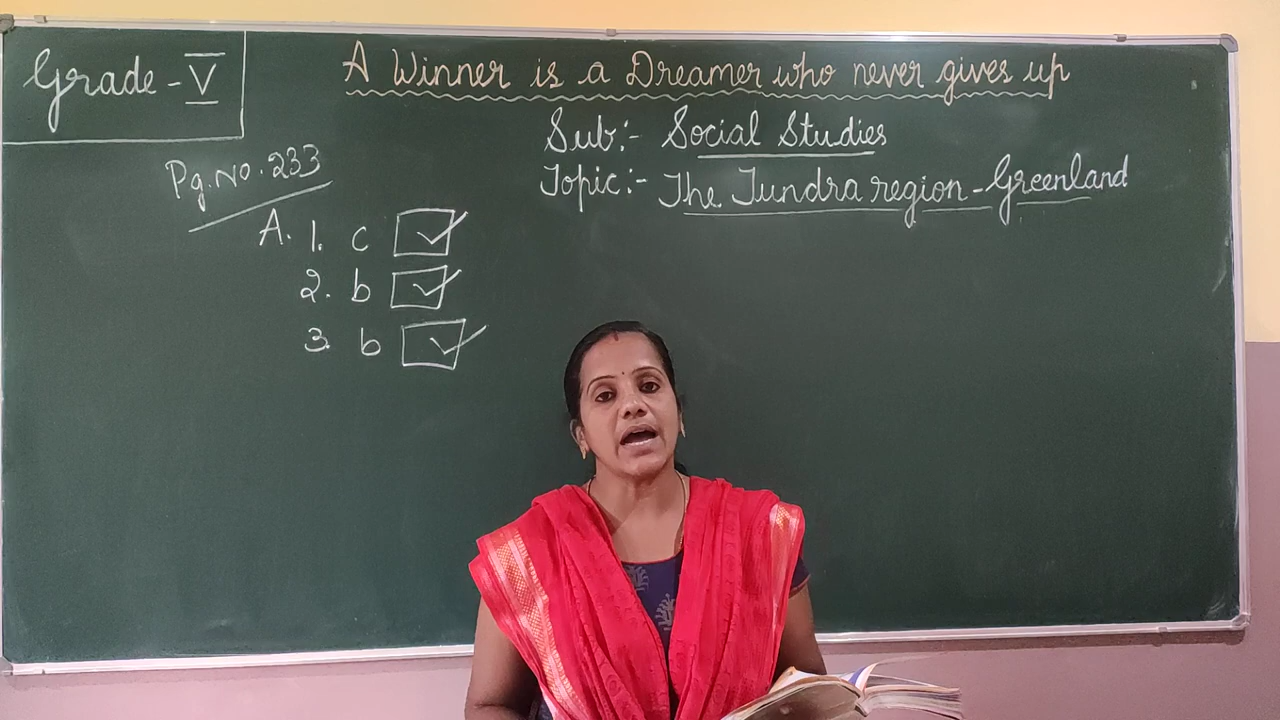 Grade - V
A Winner is a Dreamer who never gives up
Sub:- Social Studies
Topic:- The Tundra region - Greenland
Pg. No. 233
A. 1. c
2. b
3. b